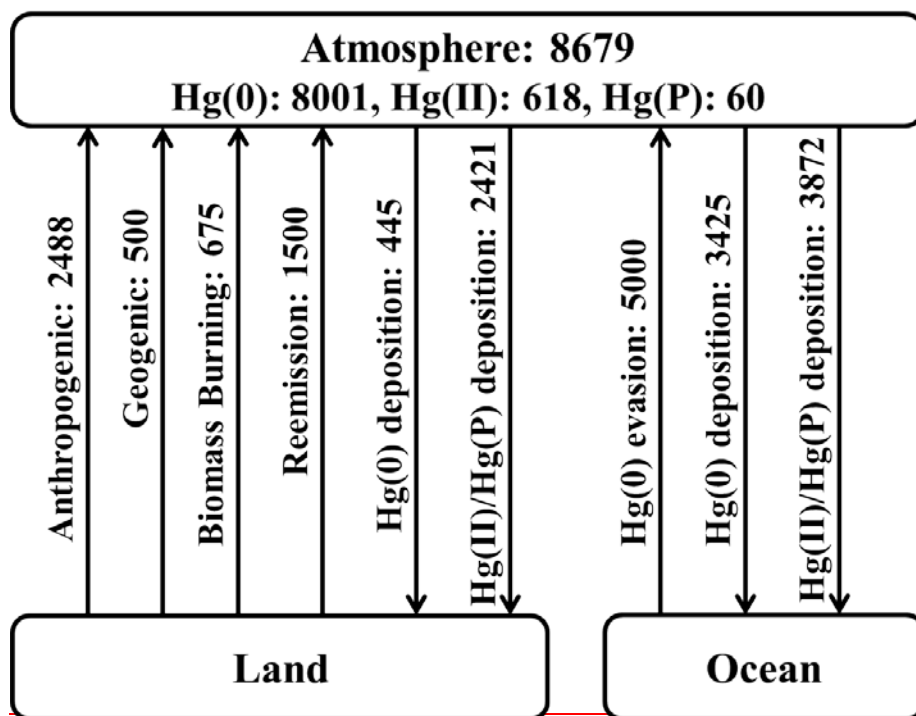 Atmosphere: 8679
Hg(0): 8001, Hg(II): 618, Hg(P): 60
Anthropogenic: 2488
Geogenic: 500
Biomass Burning: 675
Reemission: 1500
Hg(0) deposition: 445
Hg(II)/Hg(P) deposition: 2421
Hg(0) evasion: 5000
Hg(0) deposition: 3425
Hg(II)/Hg(P) deposition: 3872
Land
Ocean